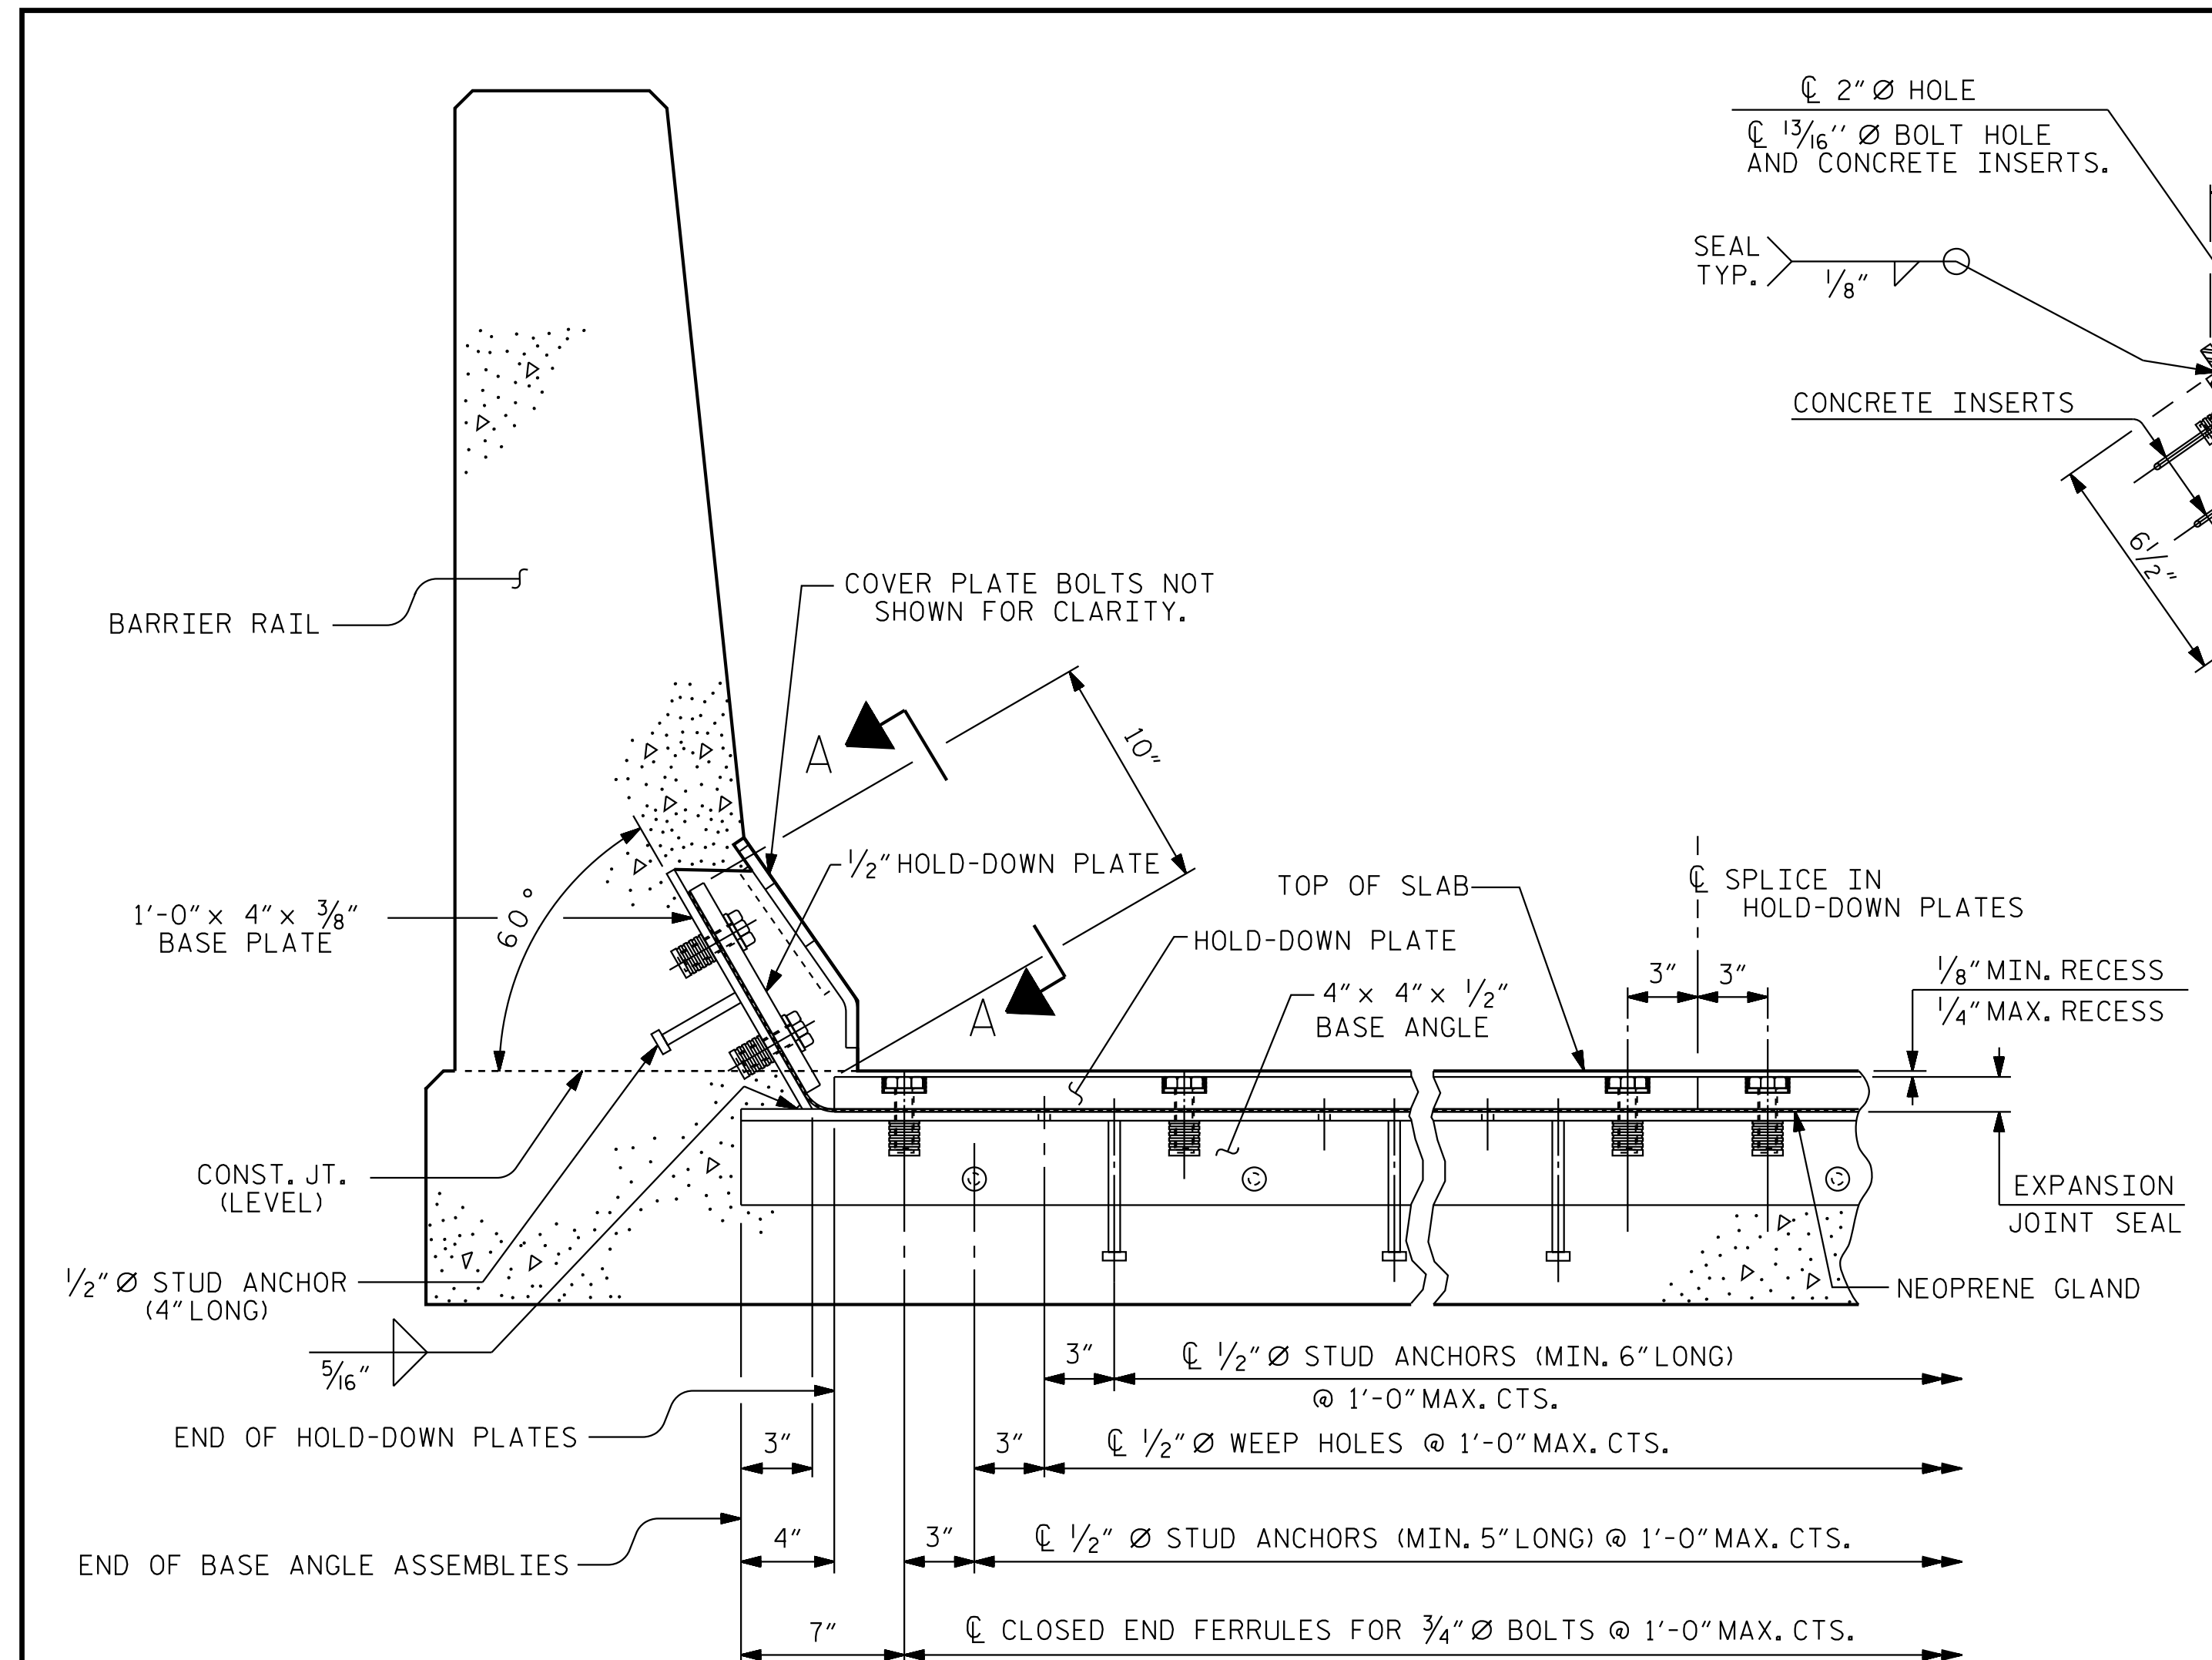 ℄ 2" Ø HOLE
℄ 13/16'' Ø BOLT HOLE
AND CONCRETE INSERTS.
SEAL
TYP.
1/8"
CONCRETE INSERTS
6 1/2"
COVER PLATE BOLTS NOT
SHOWN FOR CLARITY.
BARRIER RAIL
A
10"
1/2" HOLD-DOWN PLATE
TOP OF SLAB
℄ SPLICE IN
HOLD-DOWN PLATES
1'-0" x 4" x 3/8"
BASE PLATE
60°
HOLD-DOWN PLATE
3"
3"
1/8" MIN. RECESS
1/4" MAX. RECESS
4" x 4" x 1/2"
BASE ANGLE
A
CONST. JT.
(LEVEL)
EXPANSION
JOINT SEAL
1/2" Ø STUD ANCHOR
(4" LONG)
NEOPRENE GLAND
5/16"
3"
℄ 1/2" Ø STUD ANCHORS (MIN. 6" LONG)
@ 1'-0" MAX. CTS.
END OF HOLD-DOWN PLATES
3"
3"
℄ 1/2" Ø WEEP HOLES @ 1'-0" MAX. CTS.
END OF BASE ANGLE ASSEMBLIES
4"
3"
℄ 1/2" Ø STUD ANCHORS (MIN. 5" LONG) @ 1'-0" MAX. CTS.
7"
℄ CLOSED END FERRULES FOR 3/4" Ø BOLTS @ 1'-0" MAX. CTS.